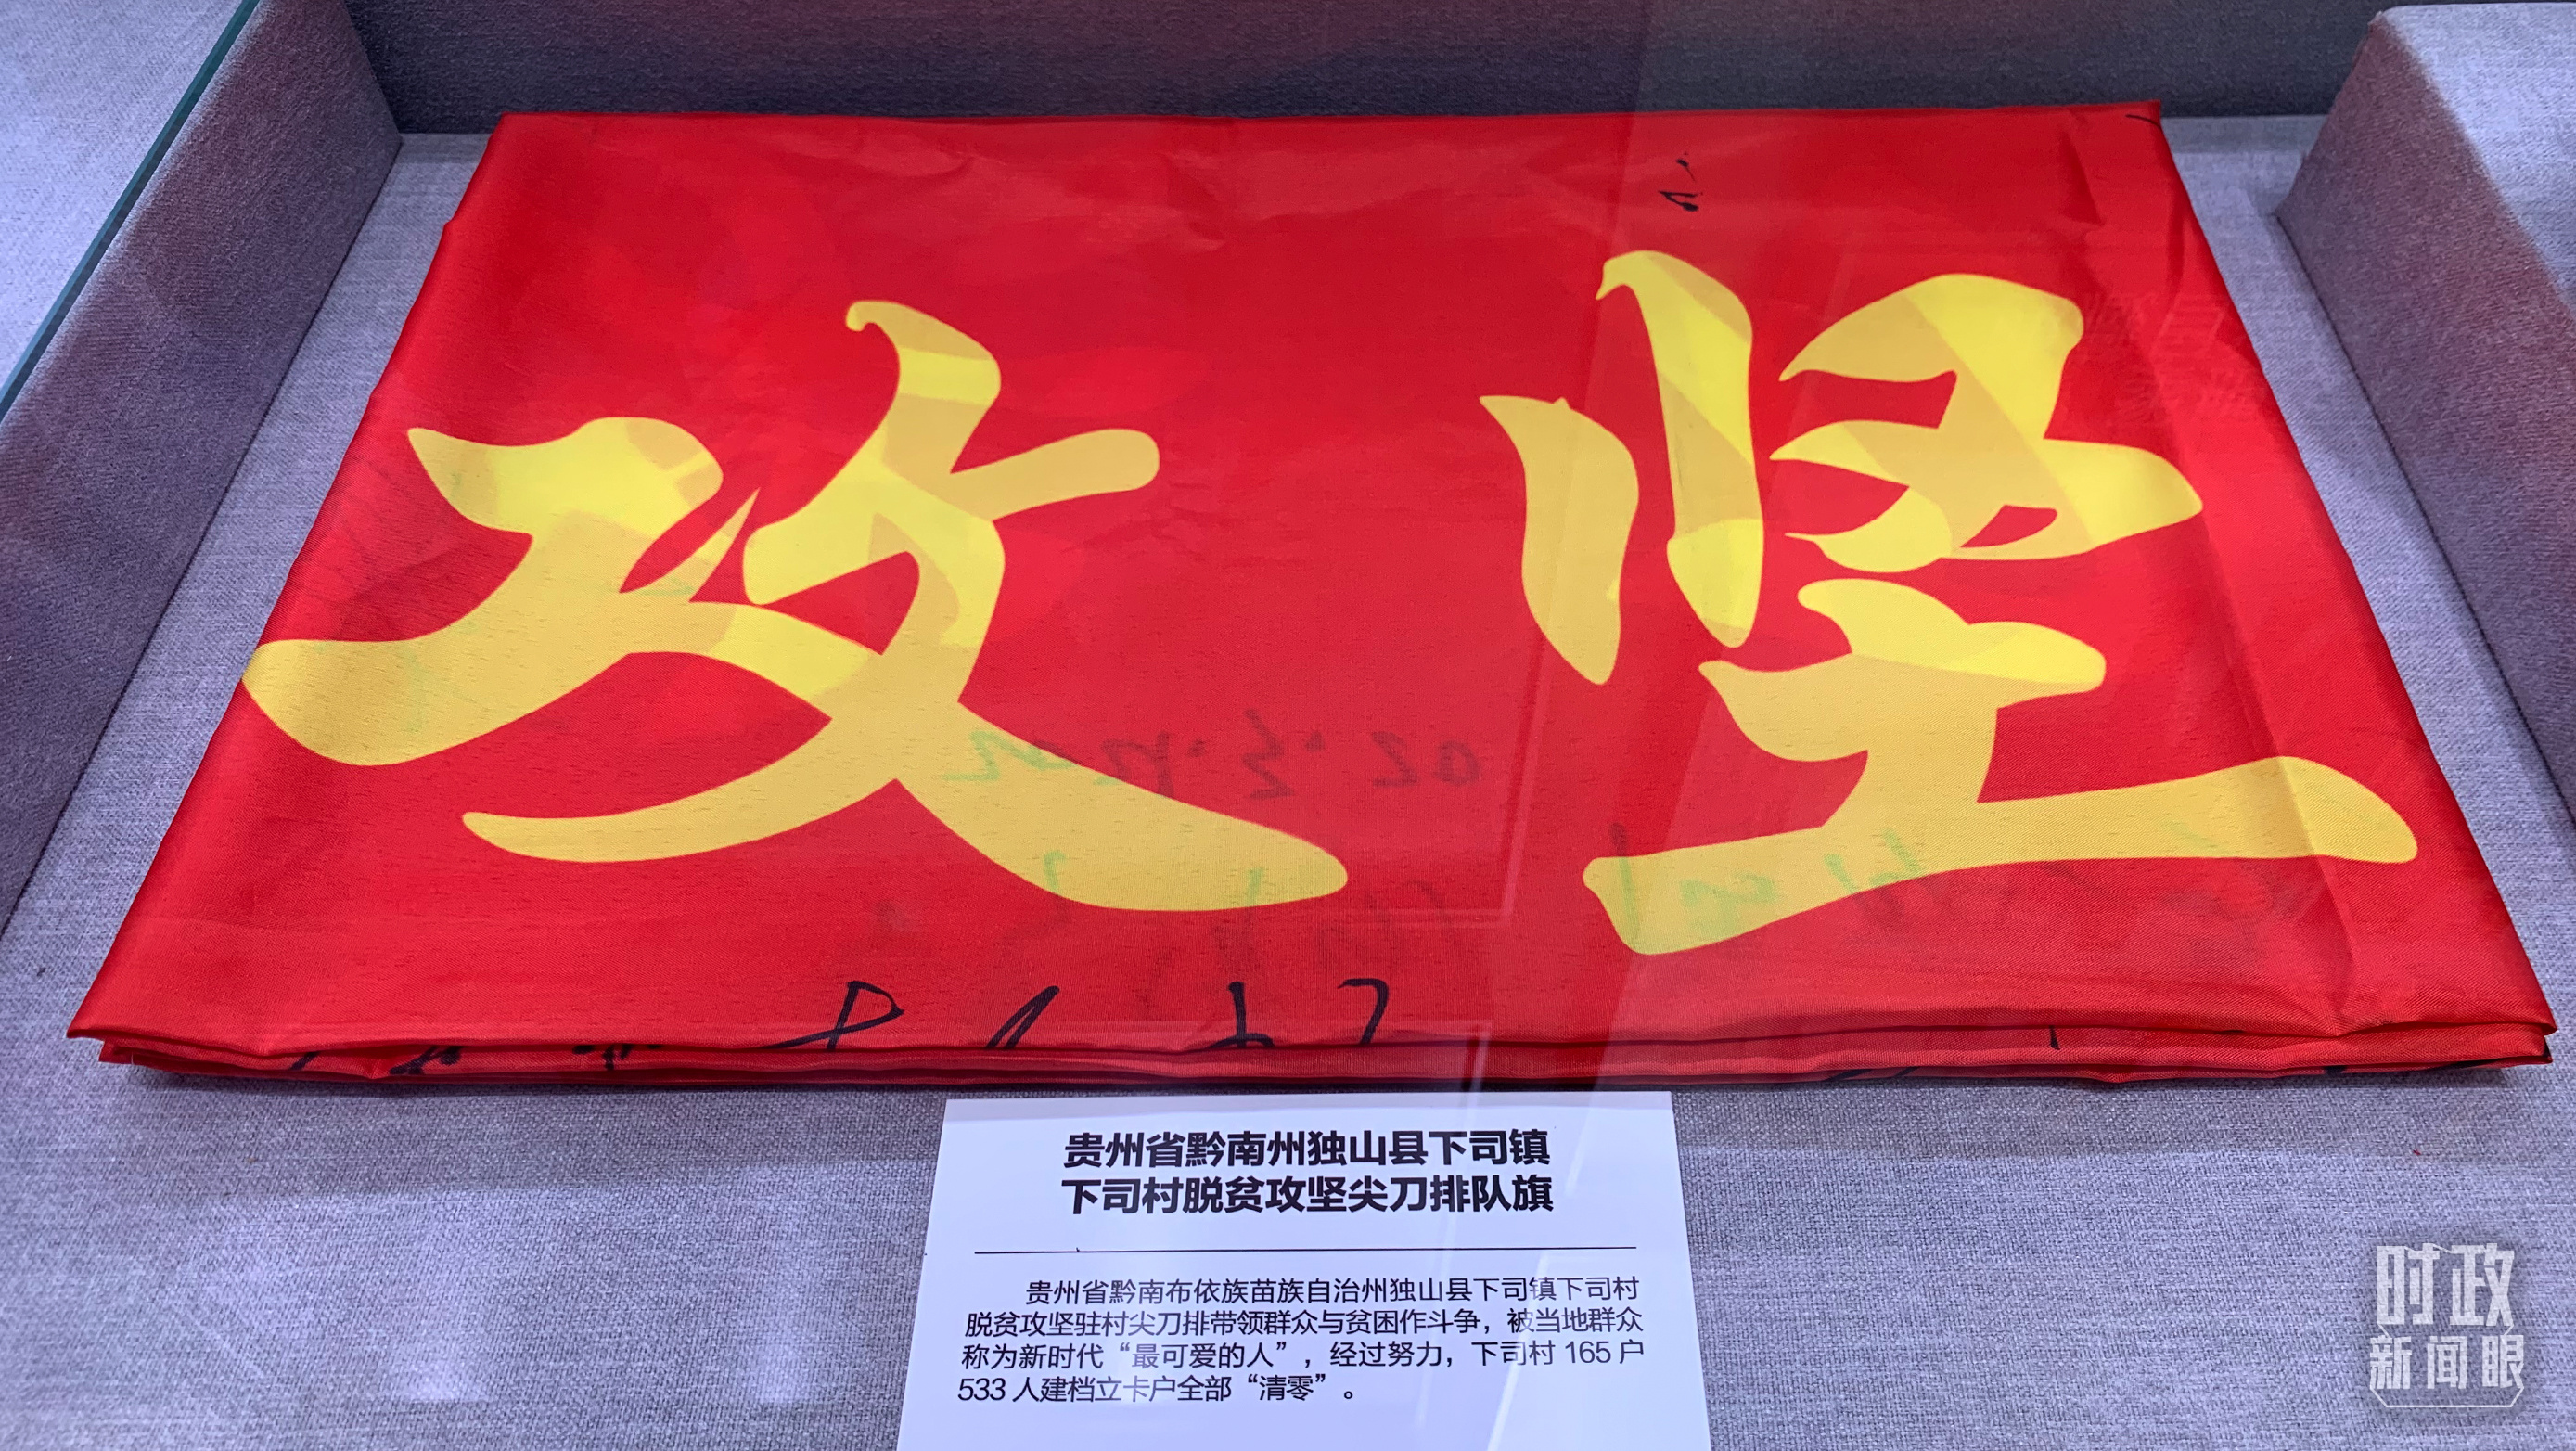 攻坚
贵州省黔南州独山县下司镇
下司村脱贫攻坚尖刀排队旗
贵州省黔南布依族苗族自治州独山县下司镇下司村
脱贫攻坚驻村尖刀排带领群众与贫困作斗争，被当地群众
称为新时代“最可爱的人”，经过努力，下司村 165 户
533 人建档立卡户全部“清零”。
时政
新闻眼